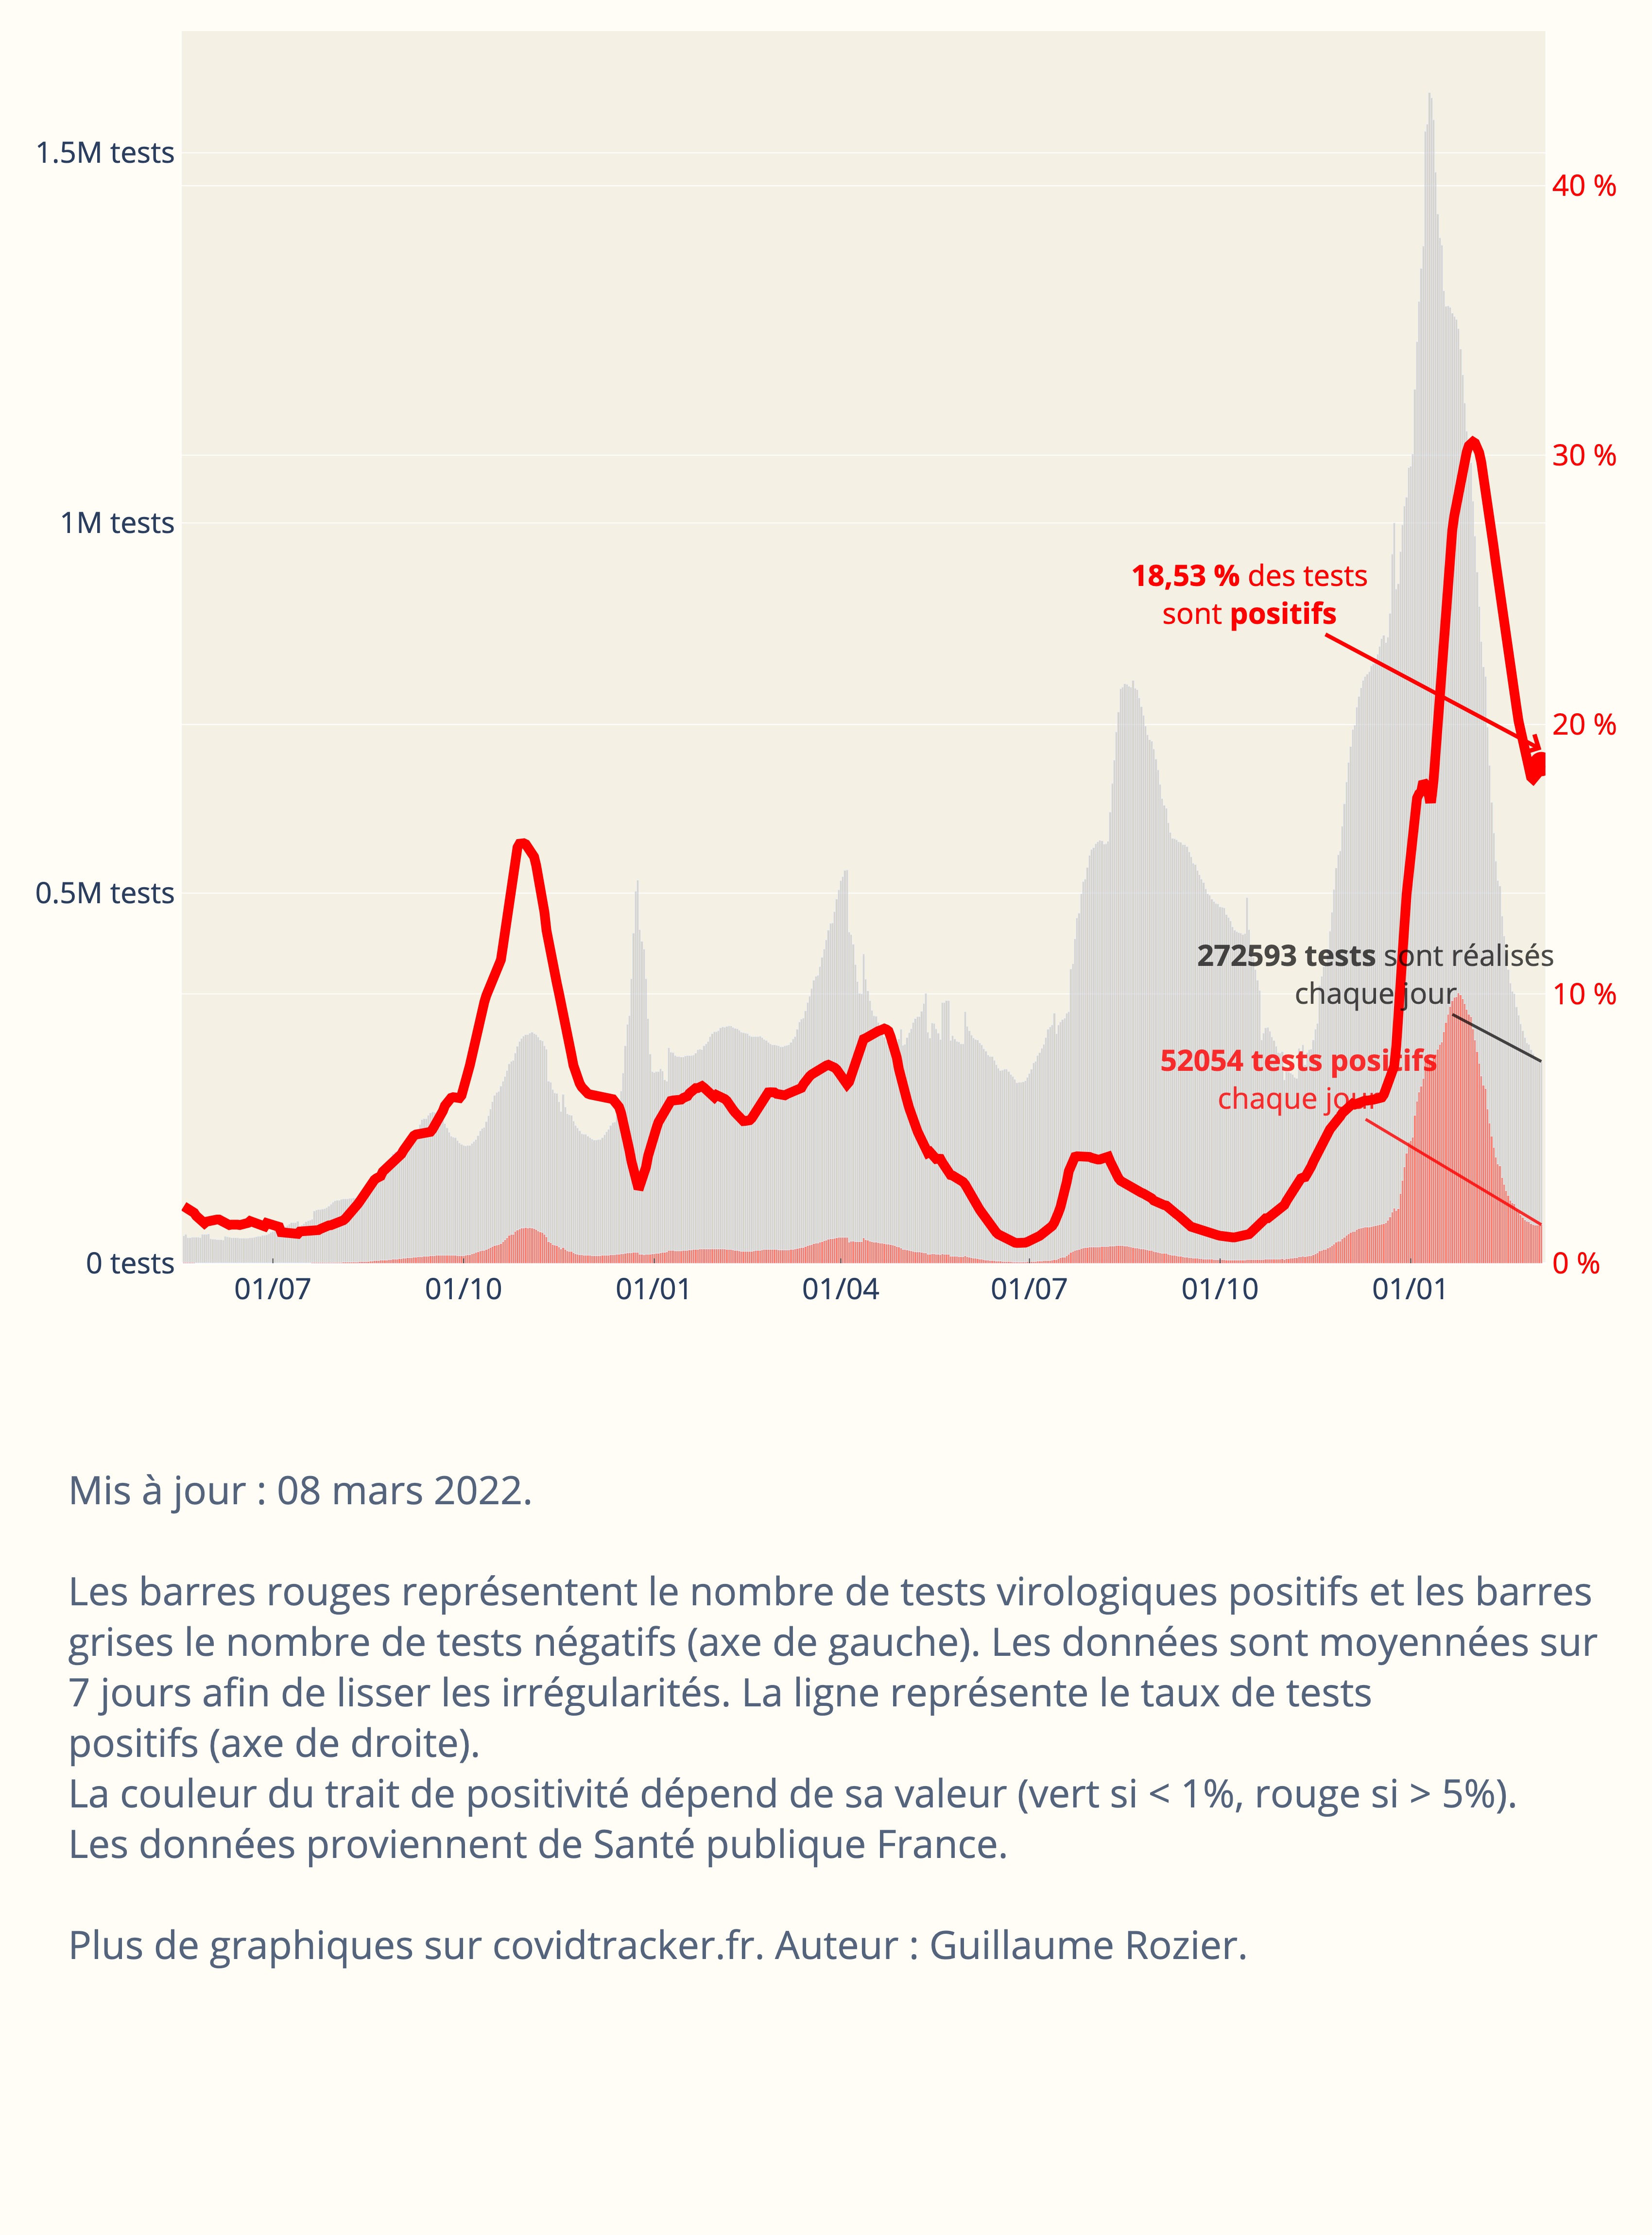 1.5M tests
40 %
30 %
1M tests
18,53 % des tests
sont positifs
20 %
0.5M tests
272593 tests sont réalisés
chaque jour
10 %
52054 tests positifs
chaque jour
0 tests
0 %
01/07
01/10
01/01
01/04
01/07
01/10
01/01
Mis à jour : 08 mars 2022.
Les barres rouges représentent le nombre de tests virologiques positifs et les barres
grises le nombre de tests négatifs (axe de gauche). Les données sont moyennées sur
7 jours afin de lisser les irrégularités. La ligne représente le taux de tests
positifs (axe de droite).
La couleur du trait de positivité dépend de sa valeur (vert si < 1%, rouge si > 5%).
Les données proviennent de Santé publique France.
Plus de graphiques sur covidtracker.fr. Auteur : Guillaume Rozier.